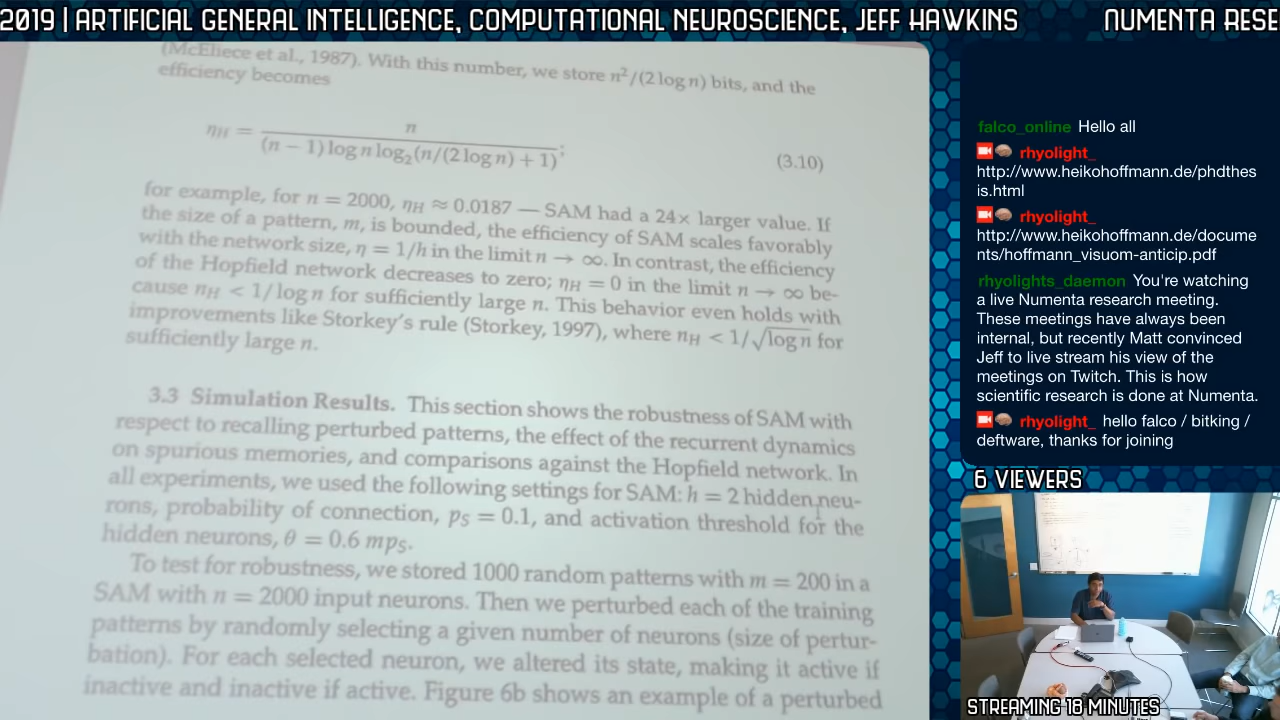 2019 | ARTIFICIAL GENERAL INTELLIGENCE, COMPUTATIONAL NEUROSCIENCE, JEFF HAWKINS NUMENTA RESE
(McEliece et al., 1987). With this number, we store n²/(2 log n) bits, and the
efficiency becomes
η_H = n / ((n − 1) log n log₂(n/(2 log n) + 1)); (3.10)
for example, for n = 2000, η_H ≈ 0.0187 — SAM had a 24× larger value. If
the size of a pattern, m, is bounded, the efficiency of SAM scales favorably
with the network size, η = 1/h in the limit n → ∞. In contrast, the efficiency
of the Hopfield network decreases to zero; η_H = 0 in the limit n → ∞ be-
cause n_H < 1/log n for sufficiently large n. This behavior even holds with
improvements like Storkey's rule (Storkey, 1997), where n_H < 1/√log n for
sufficiently large n.
3.3 Simulation Results. This section shows the robustness of SAM with
respect to recalling perturbed patterns, the effect of the recurrent dynamics
on spurious memories, and comparisons against the Hopfield network. In
all experiments, we used the following settings for SAM: h = 2 hidden neu-
rons, probability of connection, p_S = 0.1, and activation threshold for the
hidden neurons, θ = 0.6 mp_S.
To test for robustness, we stored 1000 random patterns with m = 200 in a
SAM with n = 2000 input neurons. Then we perturbed each of the training
patterns by randomly selecting a given number of neurons (size of pertur-
bation). For each selected neuron, we altered its state, making it active if
inactive and inactive if active. Figure 6b shows an example of a perturbed
falco_online Hello all
rhyolight_
http://www.heikohoffmann.de/phdthes
is.html
rhyolight_
http://www.heikohoffmann.de/docume
nts/hoffmann_visuom-anticip.pdf
rhyolights_daemon You're watching
a live Numenta research meeting.
These meetings have always been
internal, but recently Matt convinced
Jeff to live stream his view of the
meetings on Twitch. This is how
scientific research is done at Numenta.
rhyolight_ hello falco / bitking /
deftware, thanks for joining
6 VIEWERS
STREAMING 18 MINUTES